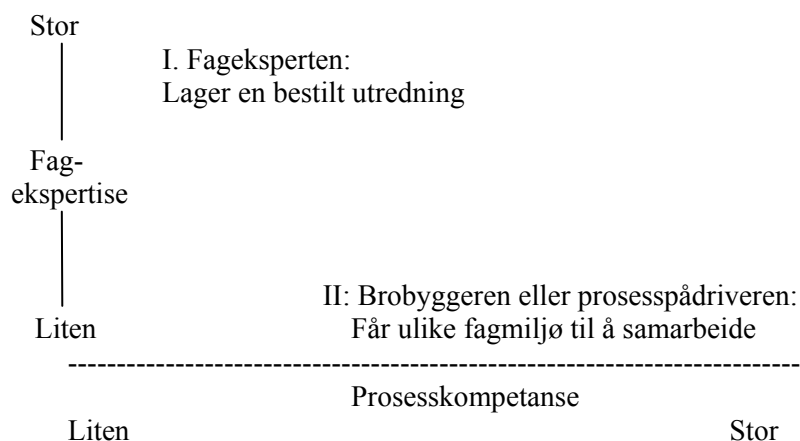 Stor
I. Fageksperten:
Lager en bestilt utredning
Fag-
ekspertise
II: Brobyggeren eller prosesspådriveren:
Liten Får ulike fagmiljø til å samarbeide
--------------------------------------------------------------------------
Prosesskompetanse
Liten Stor